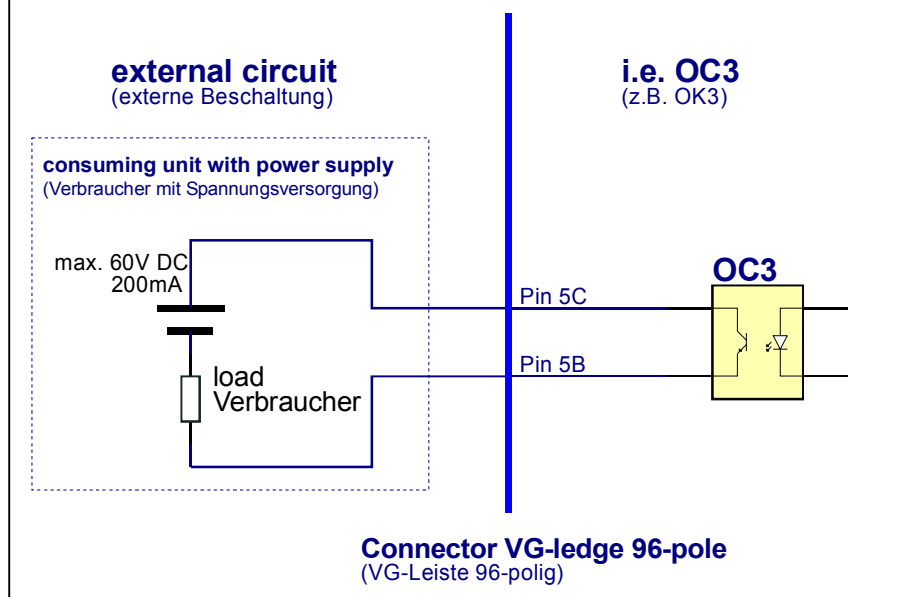 external circuit
(externe Beschaltung)
i.e. OC3
(z.B. OK3)
consuming unit with power supply
(Verbraucher mit Spannungsversorgung)
max. 60V DC
200mA
OC3
Pin 5C
Pin 5B
load
Verbraucher
Connector VG-ledge 96-pole
(VG-Leiste 96-polig)